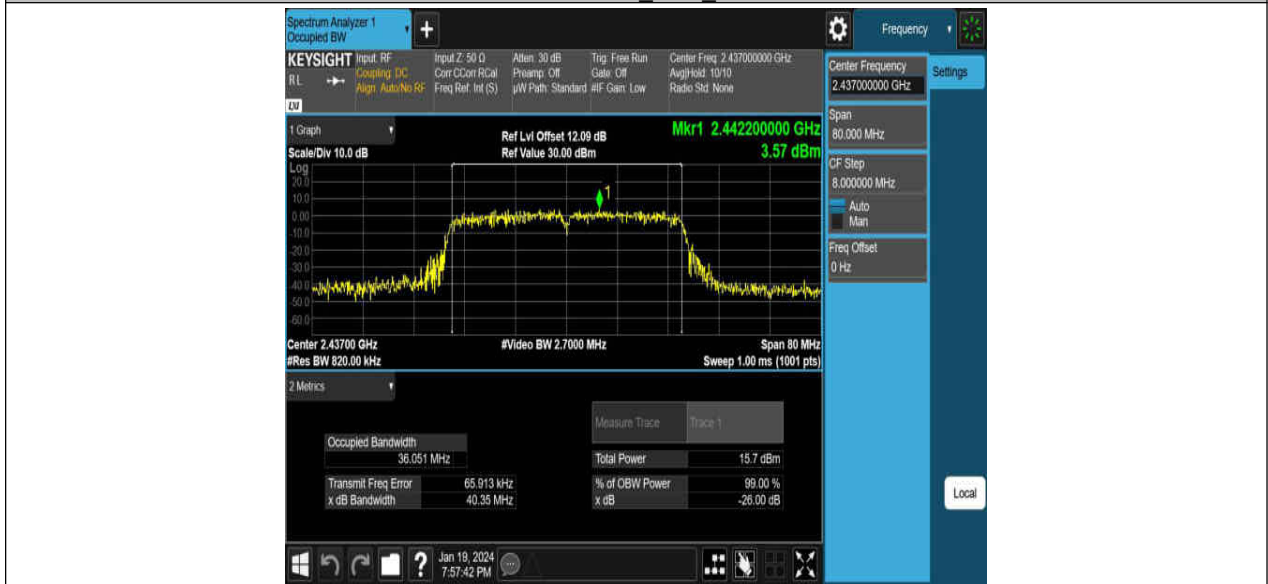 Spectrum Analyzer 1
Occupied BW
+
Frequency
KEYSIGHT
RL
LXI
Input: RF
Coupling: DC
Align: Auto/No RF
Input Z: 50 Ω
Corr CCorr RCal
Freq Ref: Int (S)
Atten: 30 dB
Preamp: Off
µW Path: Standard
Trig: Free Run
Gate: Off
#IF Gain: Low
Center Freq: 2.437000000 GHz
Avg|Hold: 10/10
Radio Std: None
Center Frequency
2.437000000 GHz
Settings
Span
80.000 MHz
CF Step
8.000000 MHz
Auto
Man
Freq Offset
0 Hz
1 Graph
Scale/Div 10.0 dB
Ref Lvl Offset 12.09 dB
Ref Value 30.00 dBm
Mkr1 2.442200000 GHz
3.57 dBm
Log
20.0
10.0
0.00
-10.0
-20.0
-30.0
-40.0
-50.0
-60.0
1
Center 2.43700 GHz
#Res BW 820.00 kHz
#Video BW 2.7000 MHz
Span 80 MHz
Sweep 1.00 ms (1001 pts)
2 Metrics
Measure Trace
Trace 1
Occupied Bandwidth
36.051 MHz
Total Power
15.7 dBm
Transmit Freq Error
65.913 kHz
% of OBW Power
99.00 %
x dB Bandwidth
40.35 MHz
x dB
-26.00 dB
Local
?
Jan 19, 2024
7:57:42 PM